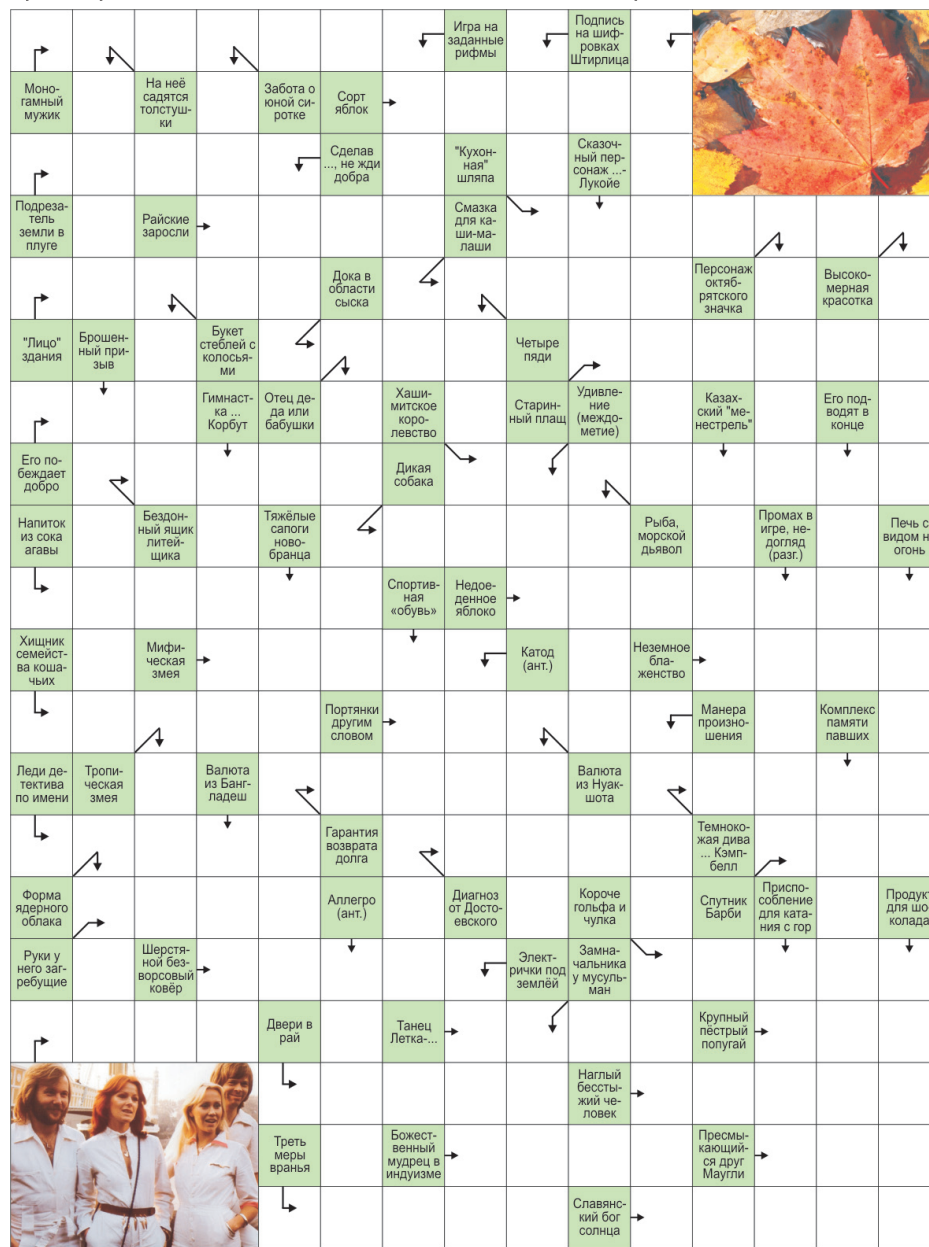 Игра на
заданные
рифмы
Подпись
на шиф-
ровках
Штирлица
Моно-
гамный
мужик
На неё
садятся
толстуш-
ки
Забота о
юной си-
ротке
Сорт
яблок
Сделав
..., не жди
добра
"Кухон-
ная"
шляпа
Сказоч-
ный пер-
сонаж ...-
Лукойе
Подреза-
тель
земли в
плуге
Райские
заросли
Смазка
для ка-
ши-ма-
лаши
Дока в
области
сыска
Персонаж
октяб-
рятского
значка
Высоко-
мерная
красотка
"Лицо"
здания
Брошен-
ный при-
зыв
Букет
стеблей с
колосья-
ми
Четыре
пяди
Гимнаст-
ка ...
Корбут
Отец де-
да или
бабушки
Хаши-
митское
коро-
левство
Старин-
ный плащ
Удивле-
ние
(междо-
метие)
Казах-
ский "ме-
нестрель"
Его под-
водят в
конце
Его по-
беждает
добро
Дикая
собака
Напиток
из сока
агавы
Бездон-
ный ящик
литей-
щика
Тяжёлые
сапоги
ново-
бранца
Рыба,
морской
дьявол
Промах в
игре, не-
догляд
(разг.)
Печь с
видом н
огонь
Спортив-
ная
«обувь»
Недое-
денное
яблоко
Хищник
семейст-
ва коша-
чьих
Мифи-
ческая
змея
Катод
(ант.)
Неземное
бла-
женство
Портянки
другим
словом
Манера
произно-
шения
Комплекс
памяти
павших
Леди де-
тектива
по имени
Тропи-
ческая
змея
Валюта
из Банг-
ладеш
Валюта
из Нуак-
шота
Гарантия
возврата
долга
Темноко-
жая дива
... Кэмп-
белл
Форма
ядерного
облака
Аллегро
(ант.)
Диагноз
от Досто-
евского
Короче
гольфа и
чулка
Спутник
Барби
Приспо-
собление
для ката-
ния с гор
Продукт
для шо-
колада
Руки у
него заг-
ребущие
Шерстя-
ной без-
ворсовый
ковёр
Элект-
рички под
землёй
Замна-
чальника
у мусуль-
ман
Двери в
рай
Танец
Летка-...
Крупный
пёстрый
попугай
Наглый
бессты-
жий че-
ловек
Треть
меры
вранья
Божест-
венный
мудрец в
индуизме
Пресмы-
кающий-
ся друг
Маугли
Славян-
ский бог
солнца